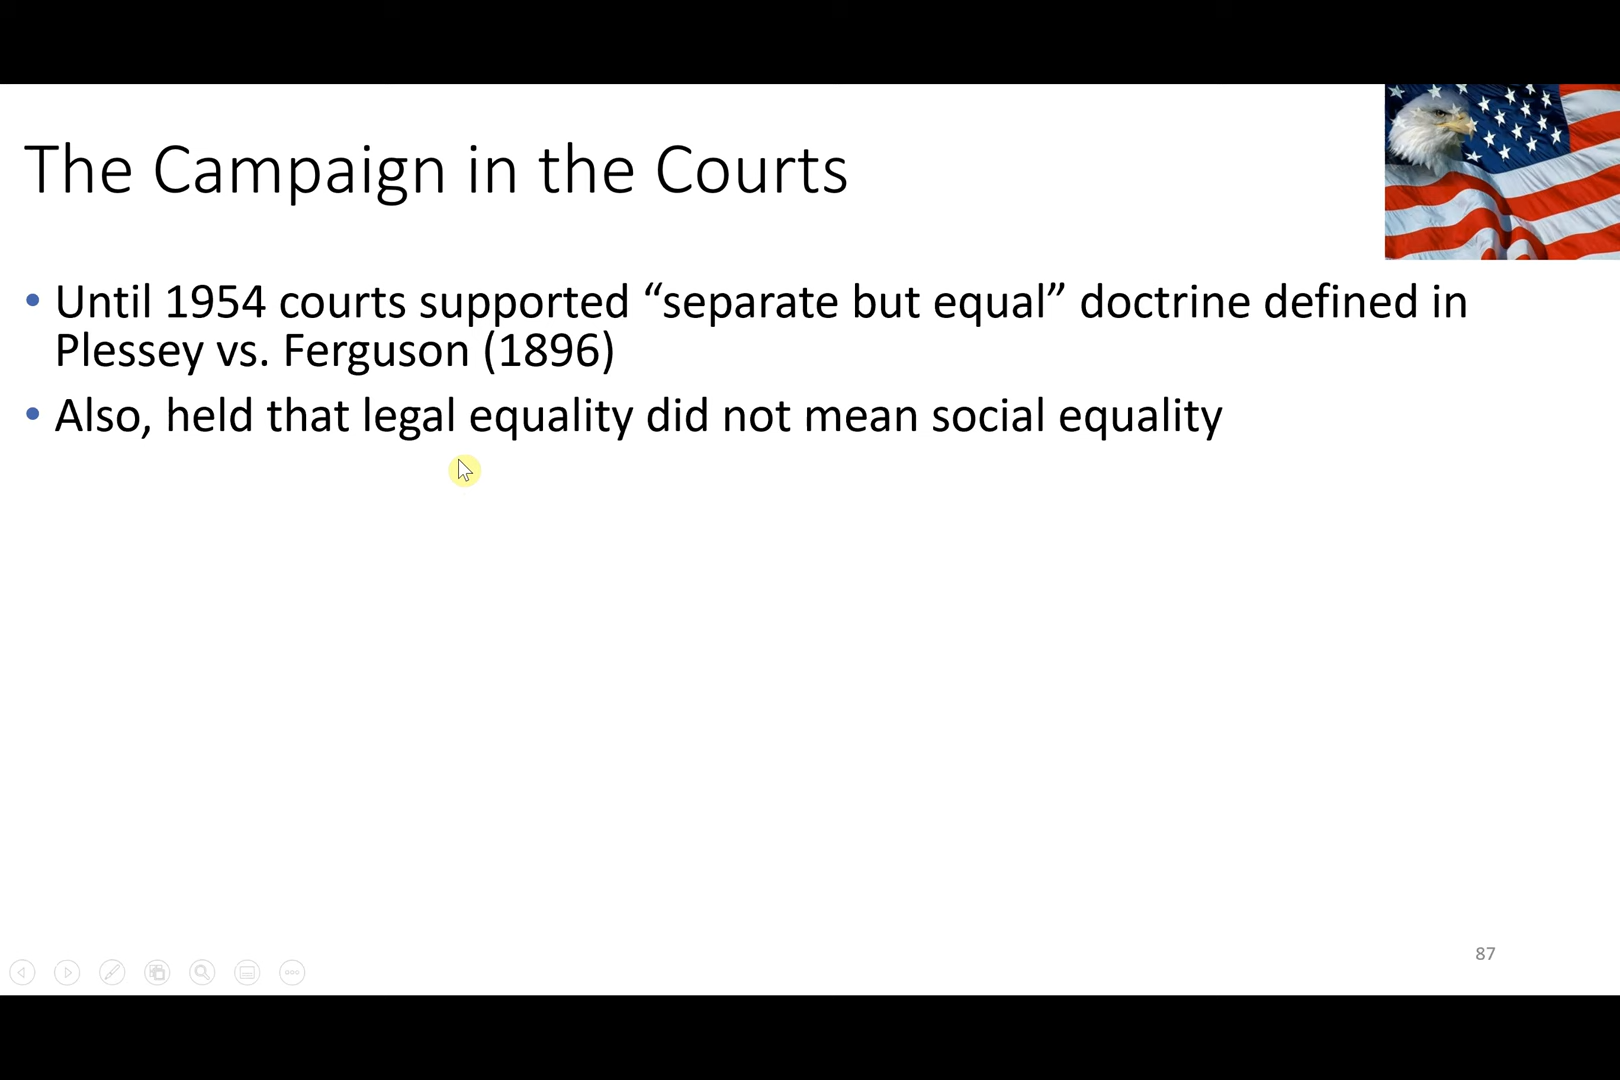 The Campaign in the Courts
• Until 1954 courts supported “separate but equal” doctrine defined in
Plessey vs. Ferguson (1896)
• Also, held that legal equality did not mean social equality
87